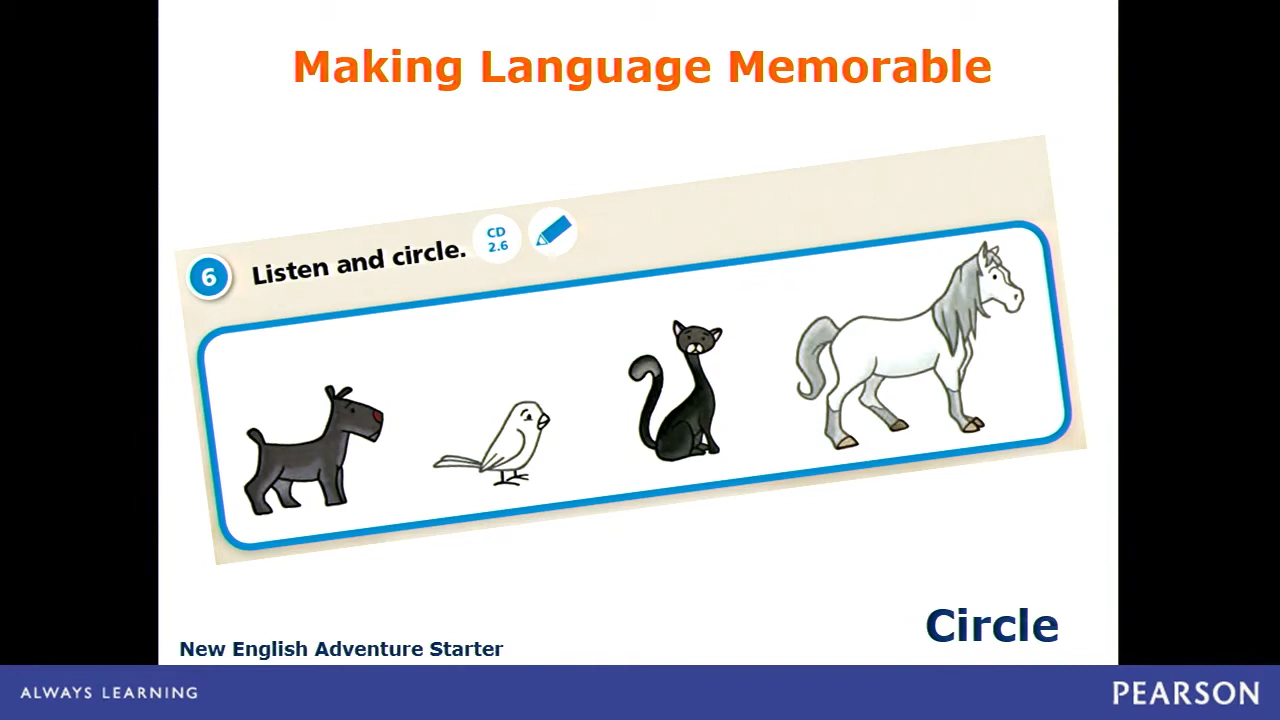 Making Language Memorable
6 Listen and circle. CD 2.6
Circle
New English Adventure Starter
ALWAYS LEARNING
PEARSON